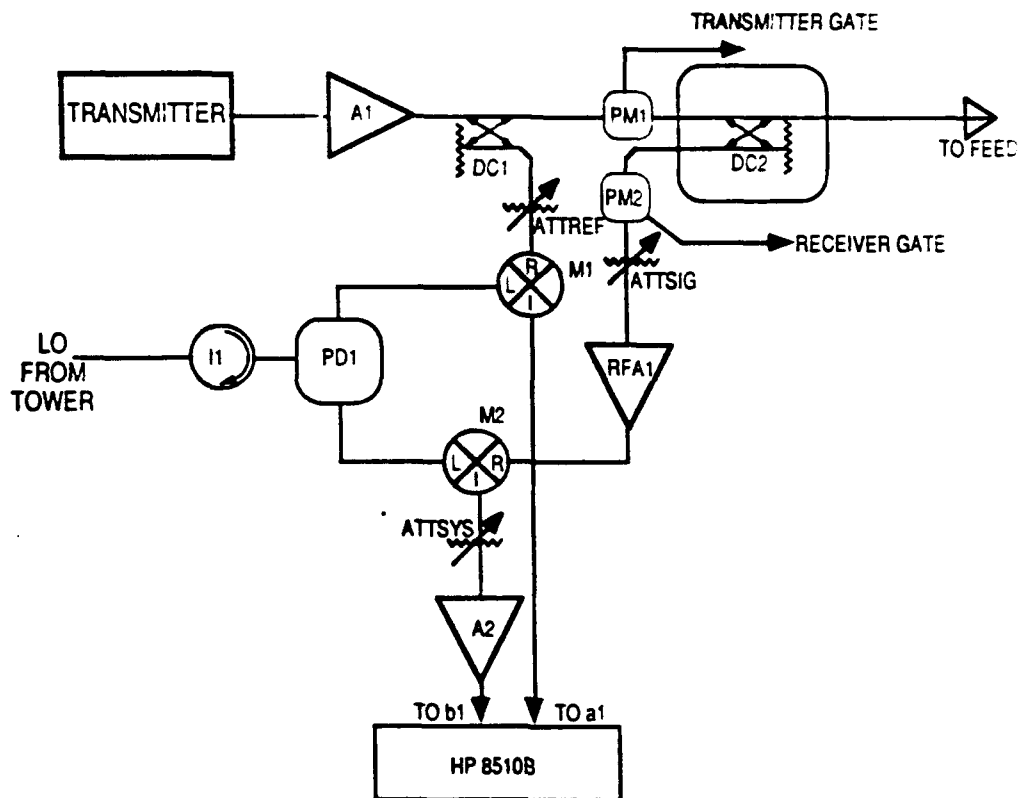 TRANSMITTER GATE
TRANSMITTER
A1
PM1
DC1
DC2
TO FEED
PM2
ATTREF
RECEIVER GATE
R
L
I
M1
ATTSIG
LO
FROM
TOWER
I1
PD1
RFA1
M2
L
R
I
ATTSYS
A2
TO b1
TO a1
HP 8510B